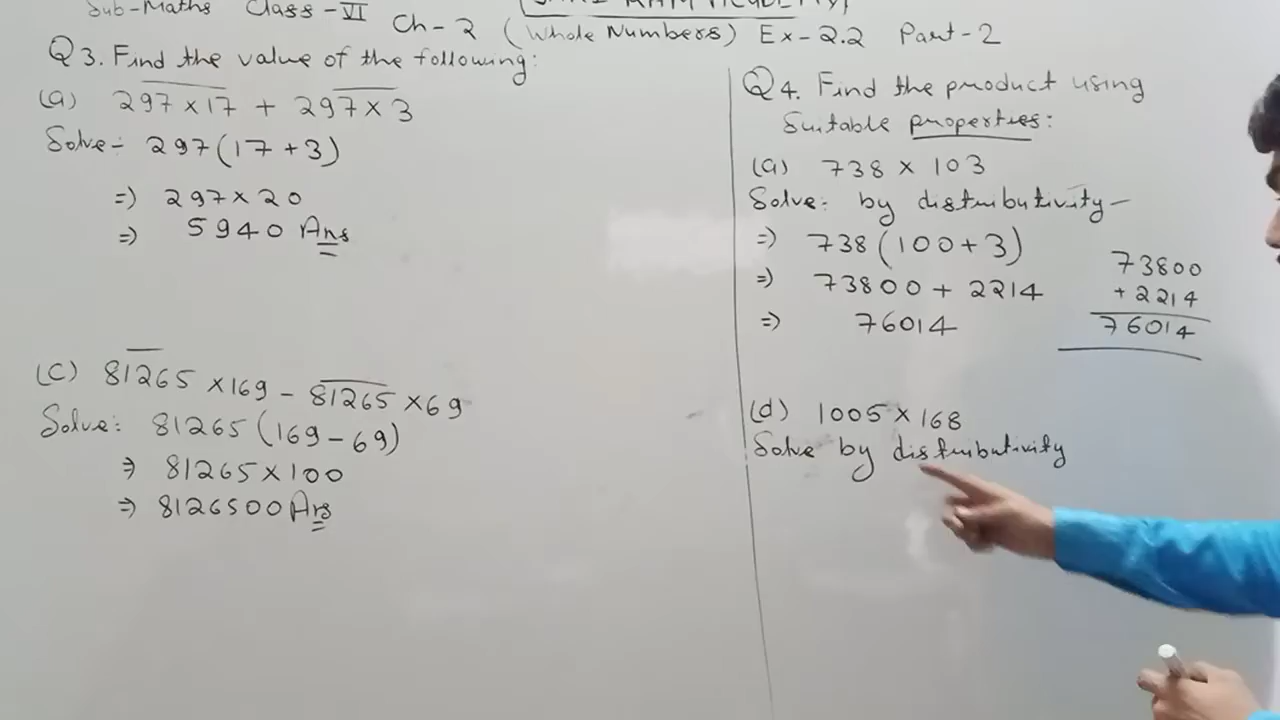 Sub-Maths Class-VI
Ch-2 (Whole Numbers) Ex-2.2 Part-2
Q3. Find the value of the following:
(a) 297×17 + 297×3
Solve- 297(17+3)
⇒ 297×20
⇒ 5940 Ans
(C) 81265×169 - 81265×69
Solve: 81265(169-69)
⇒ 81265×100
⇒ 8126500 Ans
Q4. Find the product using
Suitable properties:
(a) 738 × 103
Solve: by distributivity-
⇒ 738(100+3)
⇒ 73800 + 2214
⇒ 76014
73800
+2214
76014
(d) 1005×168
Solve by distributivity